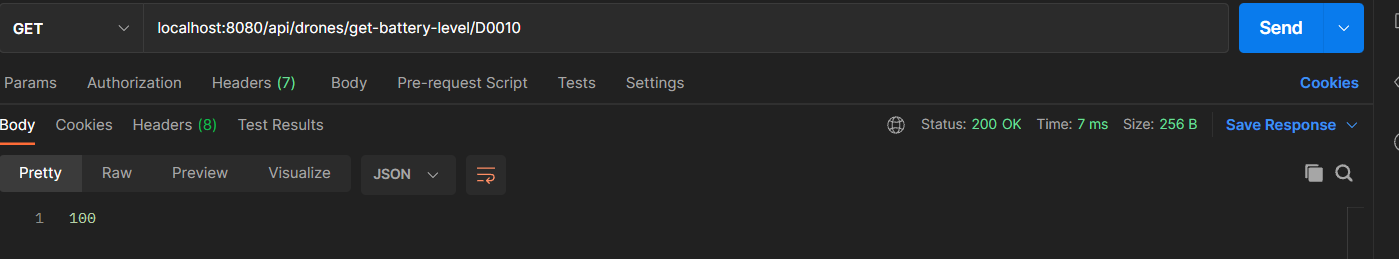 GET localhost:8080/api/drones/get-battery-level/D0010 Send
Params Authorization Headers (7) Body Pre-request Script Tests Settings Cookies
Body Cookies Headers (8) Test Results Status: 200 OK Time: 7 ms Size: 256 B Save Response
Pretty Raw Preview Visualize JSON
1 100